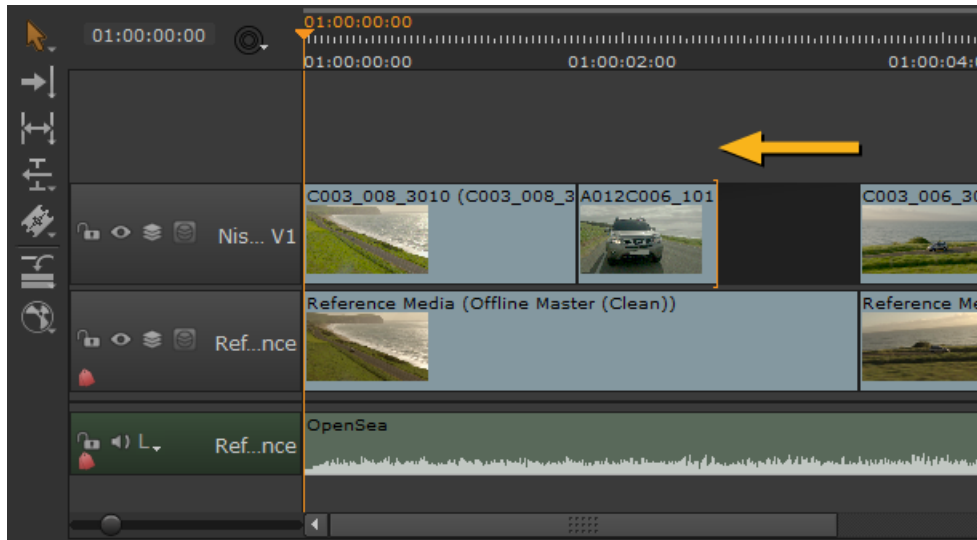 01:00:00:00
01:00:00:00
01:00:00:00 01:00:02:00 01:00:04:
C003_008_3010 (C003_008_3 A012C006_101 C003_006_30
Nis... V1
Reference Media (Offline Master (Clean)) Reference Me
Ref...nce
OpenSea
L
Ref...nce